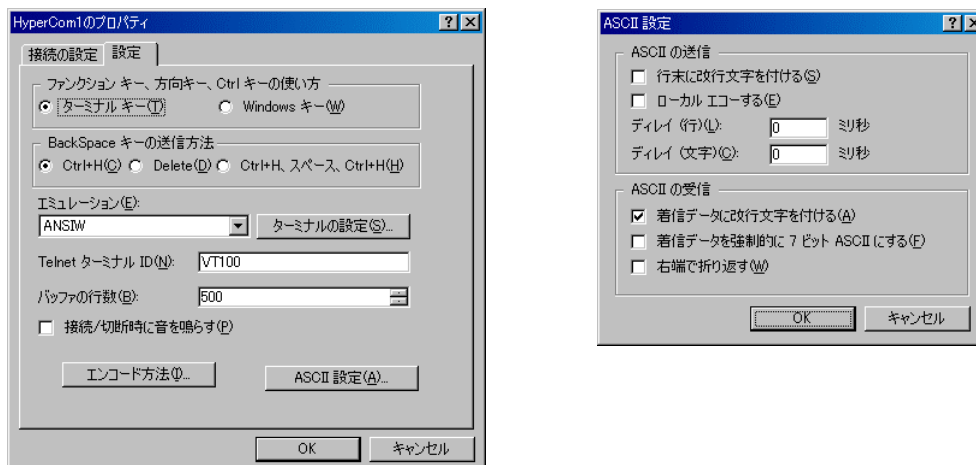 HyperCom1のプロパティ
接続の設定 設定
ファンクション キー、方向キー、Ctrl キーの使い方
ターミナル キー(T) Windows キー(W)
BackSpace キーの送信方法
Ctrl+H(C) Delete(D) Ctrl+H、スペース、Ctrl+H(H)
エミュレーション(E):
ANSIW ターミナルの設定(S)...
Telnet ターミナル ID(N): VT100
バッファの行数(B): 500
接続/切断時に音を鳴らす(P)
エンコード方法(I)... ASCII 設定(A)...
OK キャンセル
ASCII 設定
ASCII の送信
行末に改行文字を付ける(S)
ローカル エコーする(E)
ディレイ (行)(L): 0 ミリ秒
ディレイ (文字)(C): 0 ミリ秒
ASCII の受信
着信データに改行文字を付ける(A)
着信データを強制的に 7 ビット ASCII にする(F)
右端で折り返す(W)
OK キャンセル